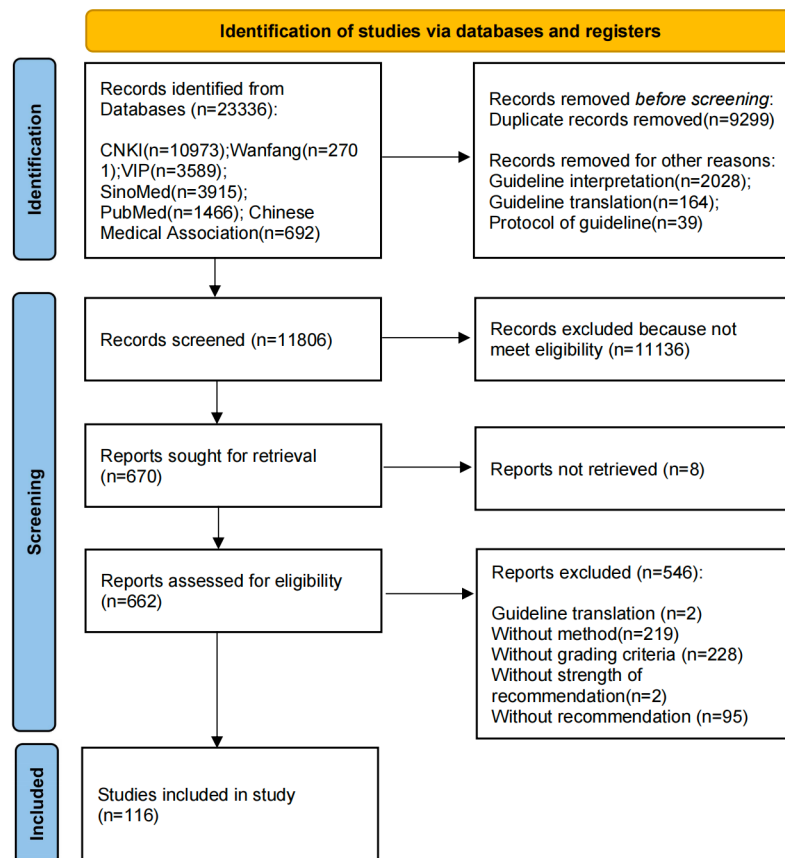 Identification of studies via databases and registers
Identification
Records identified from
Databases (n=23336):
CNKI(n=10973);Wanfang(n=270
1);VIP(n=3589);
SinoMed(n=3915);
PubMed(n=1466); Chinese
Medical Association(n=692)
Records removed before screening:
Duplicate records removed(n=9299)
Records removed for other reasons:
Guideline interpretation(n=2028);
Guideline translation(n=164);
Protocol of guideline(n=39)
Screening
Records screened (n=11806)
Records excluded because not
meet eligibility (n=11136)
Reports sought for retrieval
(n=670)
Reports not retrieved (n=8)
Reports assessed for eligibility
(n=662)
Reports excluded (n=546):
Guideline translation (n=2)
Without method(n=219)
Without grading criteria (n=228)
Without strength of
recommendation(n=2)
Without recommendation (n=95)
Included
Studies included in study
(n=116)